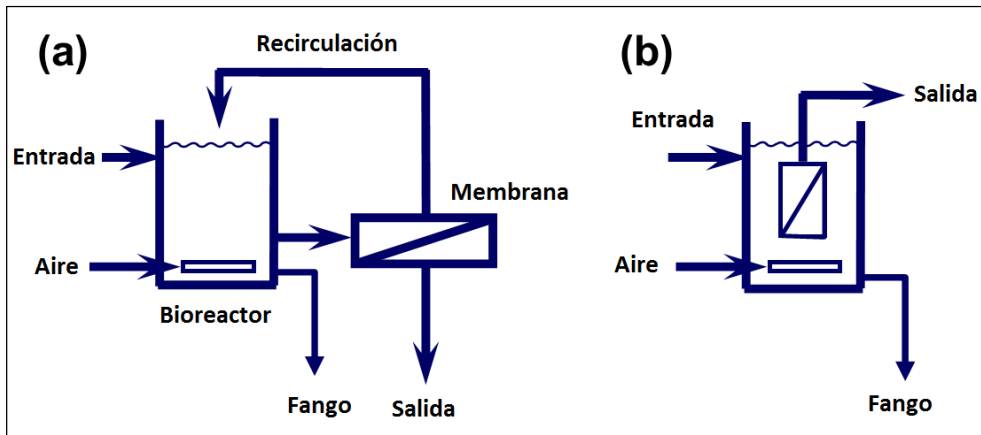 (a)
Recirculación
Entrada
Membrana
Aire
Bioreactor
Fango
Salida
(b)
Salida
Entrada
Aire
Fango